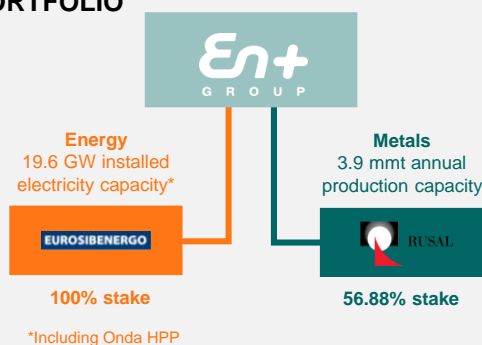 En+
GROUP
Energy
19.6 GW installed
electricity capacity*
Metals
3.9 mmt annual
production capacity
EUROSIBENERGO
RUSAL
100% stake
56.88% stake
*Including Onda HPP